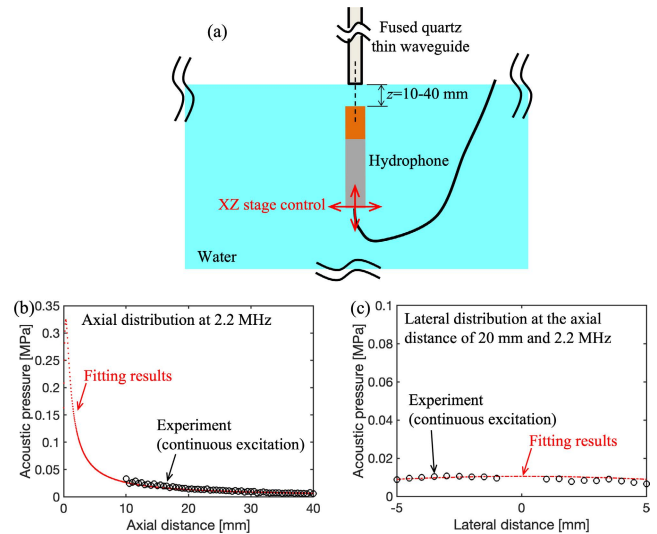 (a)
Fused quartz
thin waveguide
z=10-40 mm
Hydrophone
XZ stage control
Water
(b)
Axial distribution at 2.2 MHz
Fitting results
Experiment
(continuous excitation)
Acoustic pressure [MPa]
0.35
0.3
0.25
0.2
0.15
0.1
0.05
0
0 10 20 30 40
Axial distance [mm]
(c)
Lateral distribution at the axial
distance of 20 mm and 2.2 MHz
Experiment
(continuous excitation)
Fitting results
Acoustic pressure [MPa]
0.1
0.08
0.06
0.04
0.02
0
-5 0 5
Lateral distance [mm]